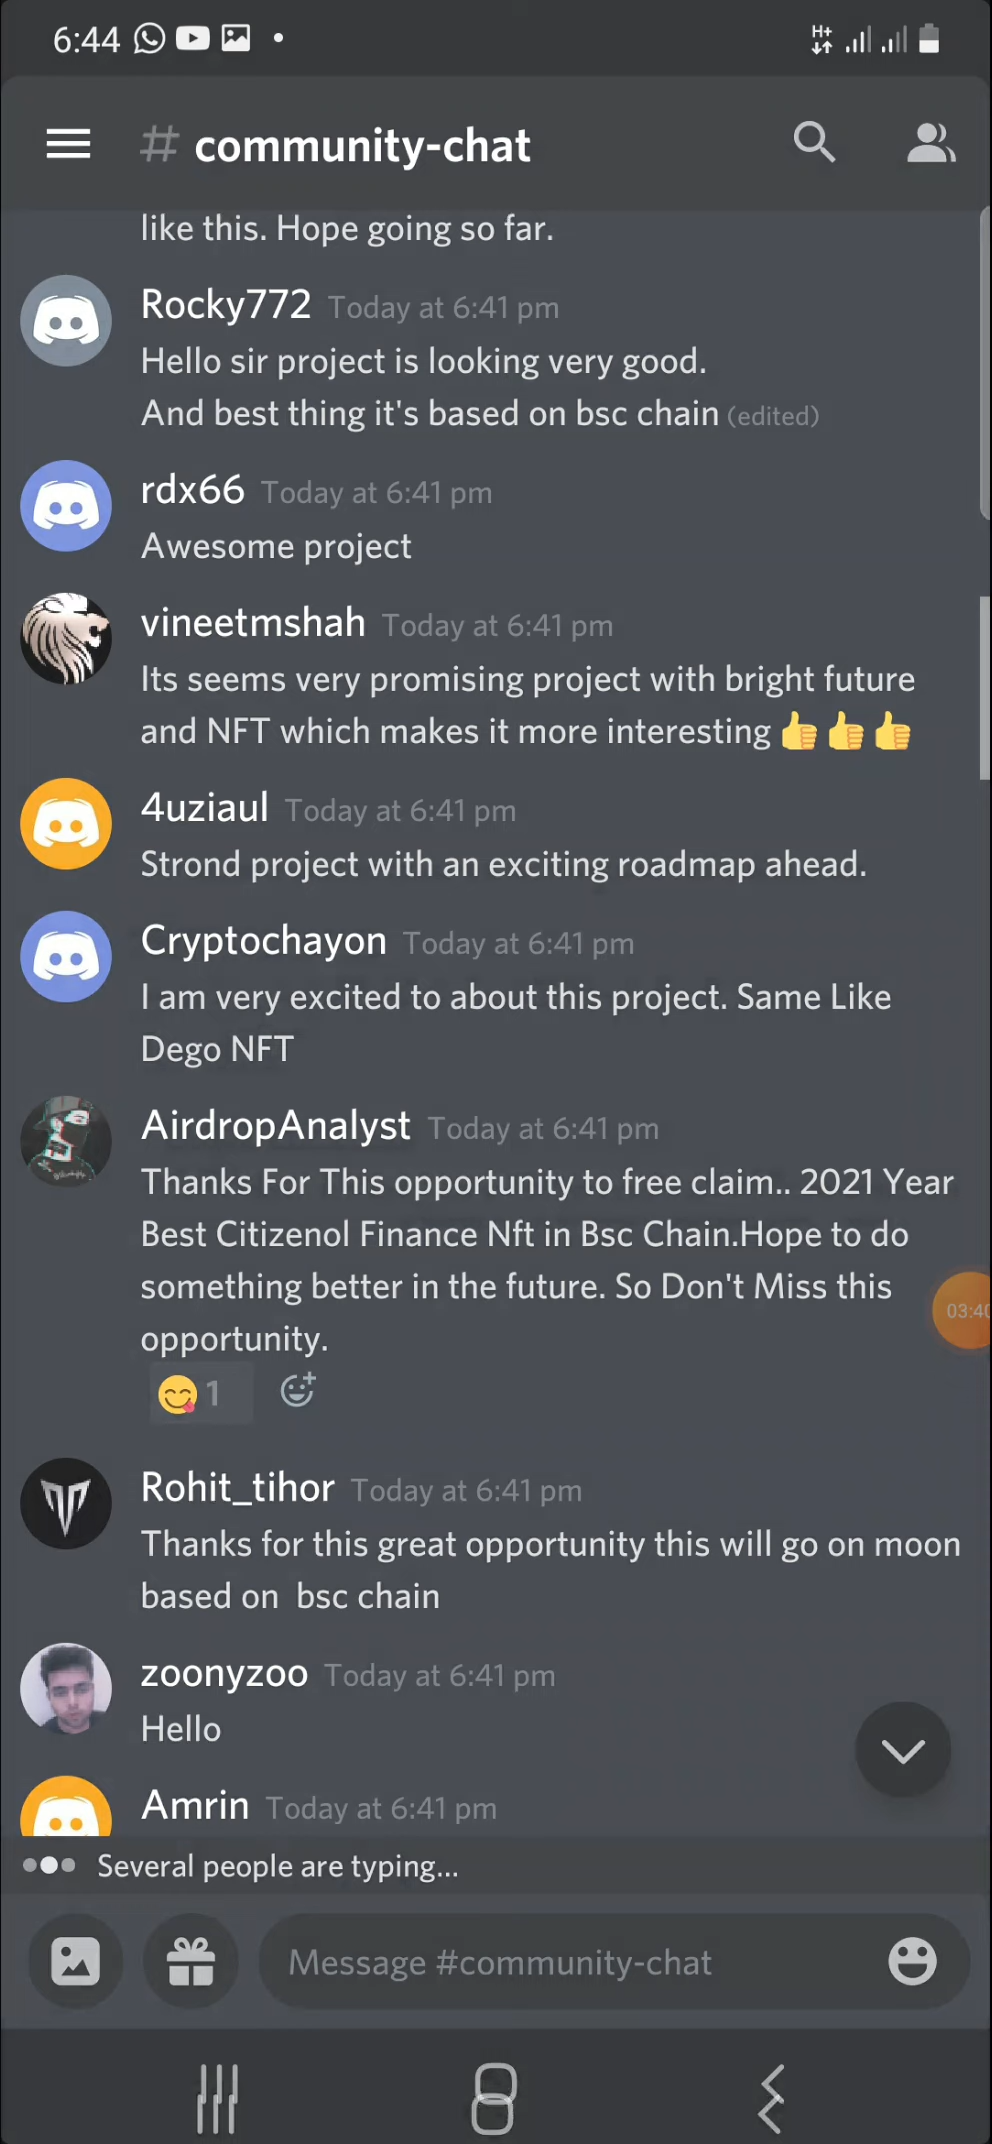 6:44
H+
# community-chat
like this. Hope going so far.
Rocky772 Today at 6:41 pm
Hello sir project is looking very good.
And best thing it's based on bsc chain (edited)
rdx66 Today at 6:41 pm
Awesome project
vineetmshah Today at 6:41 pm
Its seems very promising project with bright future
and NFT which makes it more interesting 👍👍👍
4uziaul Today at 6:41 pm
Strond project with an exciting roadmap ahead.
Cryptochayon Today at 6:41 pm
I am very excited to about this project. Same Like
Dego NFT
AirdropAnalyst Today at 6:41 pm
Thanks For This opportunity to free claim.. 2021 Year
Best Citizenol Finance Nft in Bsc Chain.Hope to do
something better in the future. So Don't Miss this
opportunity.
03:40
😋 1
Rohit_tihor Today at 6:41 pm
Thanks for this great opportunity this will go on moon
based on  bsc chain
zoonyzoo Today at 6:41 pm
Hello
Amrin Today at 6:41 pm
Several people are typing...
Message #community-chat